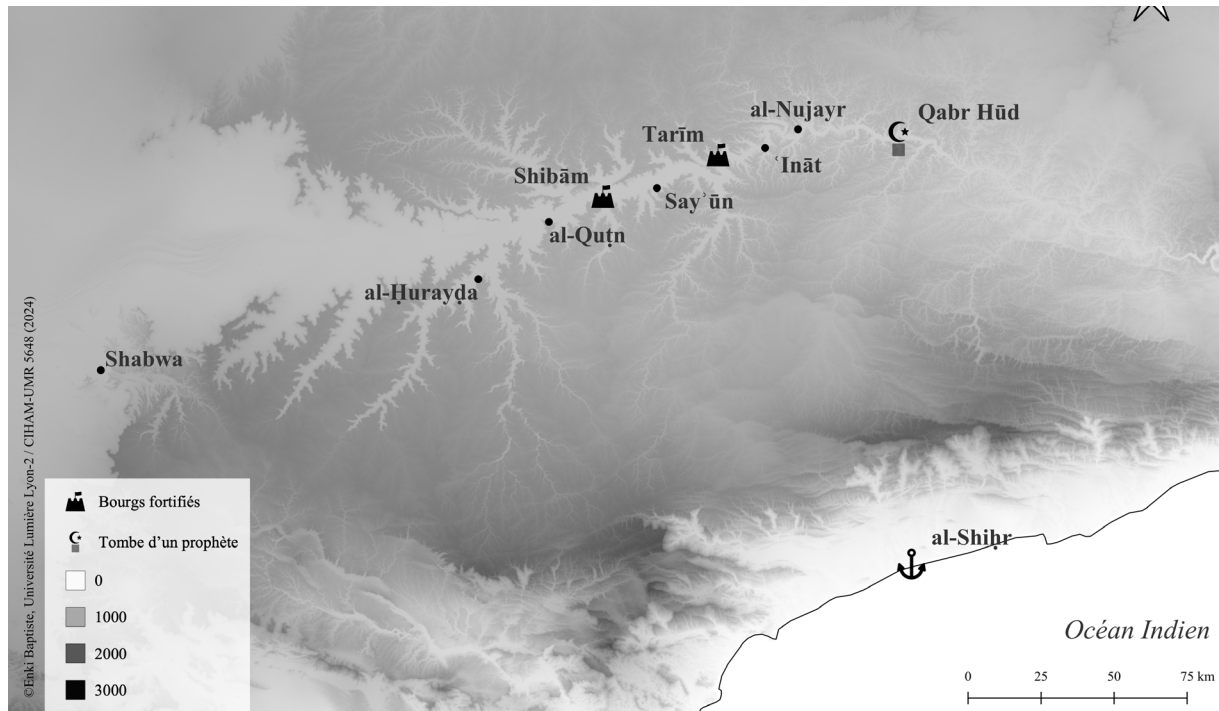 al-Nujayr
Qabr Hūd
Tarīm
ʿInāt
Shibām
Sayʾūn
al-Quṭn
al-Ḥurayḍa
Shabwa
©Enki Baptiste, Université Lumière Lyon-2 / CIHAM-UMR 5648 (2024)
Bourgs fortifiés
Tombe d’un prophète
0
1000
2000
3000
al-Shiḥr
Océan Indien
0 25 50 75 km